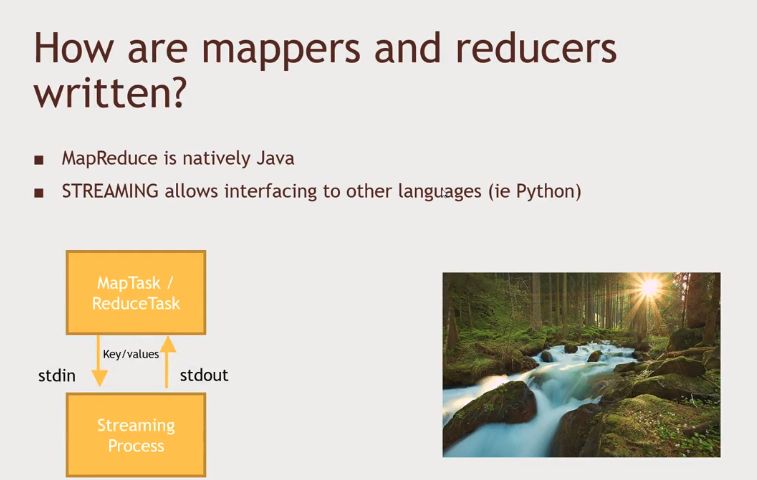 How are mappers and reducers
written?
MapReduce is natively Java
STREAMING allows interfacing to other languages (ie Python)
MapTask /
ReduceTask
Key/values
stdin
stdout
Streaming
Process